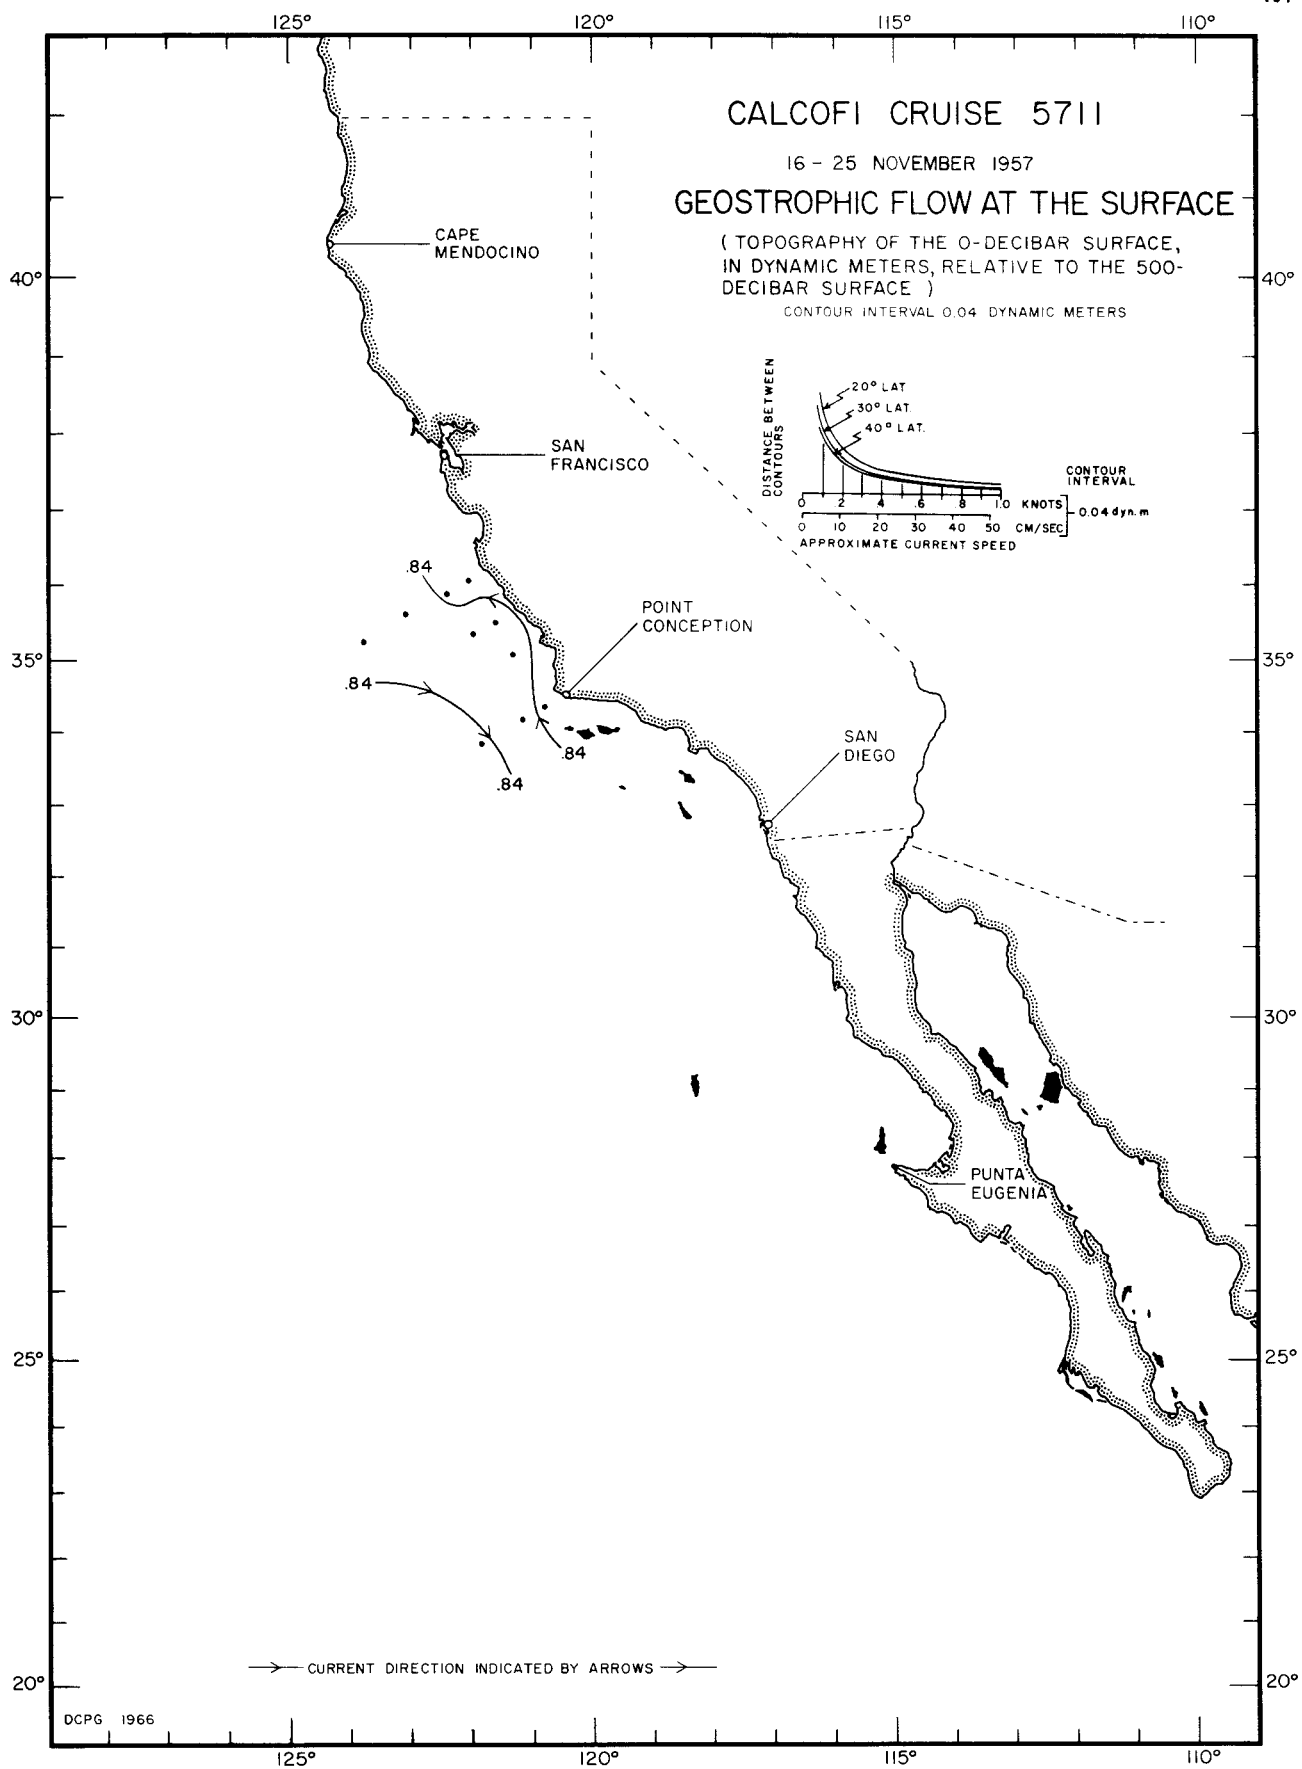 125° 120° 115° 110°
CALCOFI CRUISE 5711
16 - 25 NOVEMBER 1957
GEOSTROPHIC FLOW AT THE SURFACE
( TOPOGRAPHY OF THE O-DECIBAR SURFACE,
IN DYNAMIC METERS, RELATIVE TO THE 500-
DECIBAR SURFACE )
CONTOUR INTERVAL 0.04 DYNAMIC METERS
CAPE
MENDOCINO
40° 40°
DISTANCE BETWEEN
CONTOURS
20° LAT
30° LAT.
40° LAT.
CONTOUR
INTERVAL
0 .2 .4 .6 .8 1.0 KNOTS
0.04 dyn. m
0 10 20 30 40 50 CM/SEC
APPROXIMATE CURRENT SPEED
SAN
FRANCISCO
.84
POINT
CONCEPTION
35° 35°
.84
.84
.84
SAN
DIEGO
30° 30°
PUNTA
EUGENIA
25° 25°
CURRENT DIRECTION INDICATED BY ARROWS
20° 20°
DCPG 1966
125° 120° 115° 110°